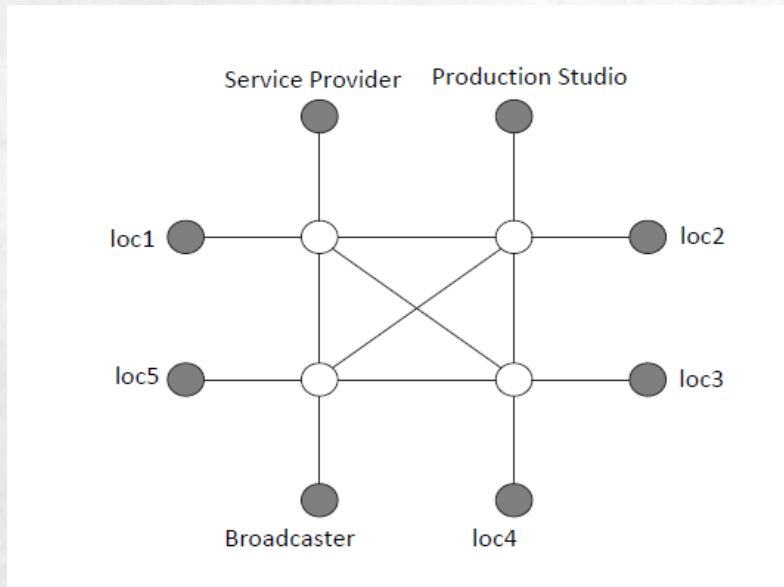 Service Provider
Production Studio
loc1
loc2
loc5
loc3
Broadcaster
loc4